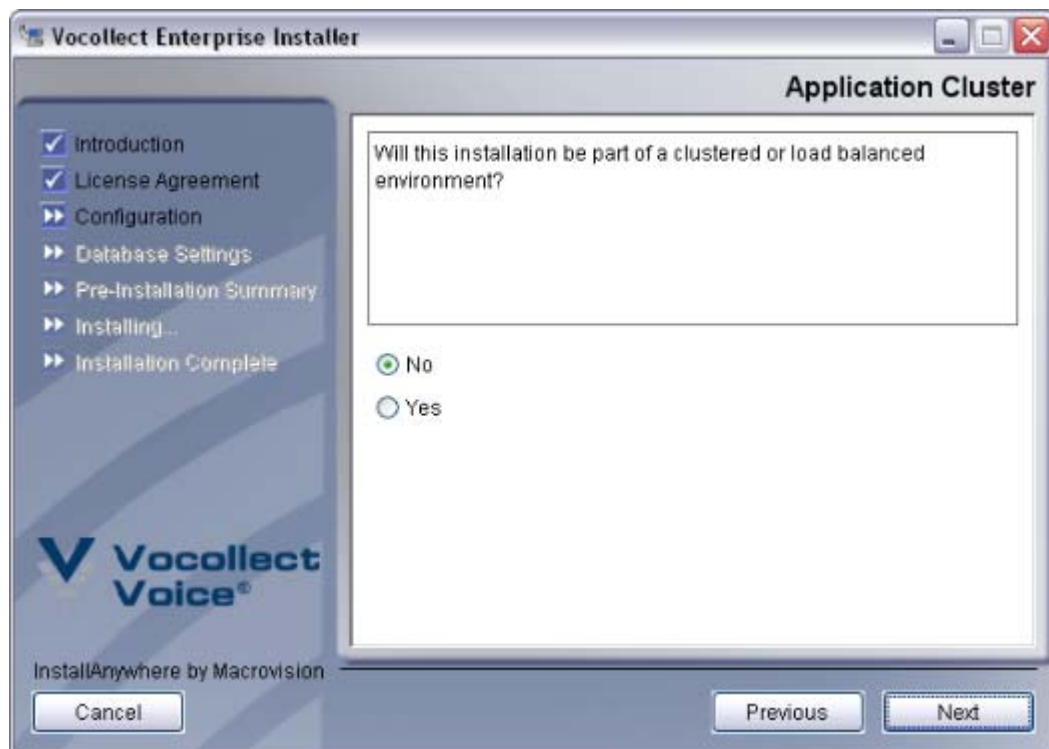 Vocollect Enterprise Installer
Application Cluster
Introduction
License Agreement
Configuration
Database Settings
Pre-Installation Summary
Installing...
Installation Complete
Will this installation be part of a clustered or load balanced
environment?
No
Yes
Vocollect
Voice®
InstallAnywhere by Macrovision
Cancel
Previous
Next